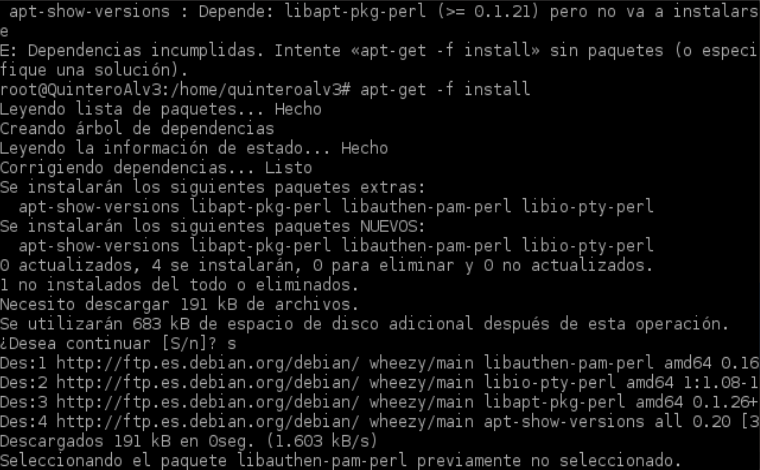 apt-show-versions : Depende: libapt-pkg-perl (>= 0.1.21) pero no va a instalars
e
E: Dependencias incumplidas. Intente «apt-get -f install» sin paquetes (o especi
fique una solución).
root@QuinteroAlv3:/home/quinteroalv3# apt-get -f install
Leyendo lista de paquetes... Hecho
Creando árbol de dependencias
Leyendo la información de estado... Hecho
Corrigiendo dependencias... Listo
Se instalarán los siguientes paquetes extras:
apt-show-versions libapt-pkg-perl libauthen-pam-perl libio-pty-perl
Se instalarán los siguientes paquetes NUEVOS:
apt-show-versions libapt-pkg-perl libauthen-pam-perl libio-pty-perl
0 actualizados, 4 se instalarán, 0 para eliminar y 0 no actualizados.
1 no instalados del todo o eliminados.
Necesito descargar 191 kB de archivos.
Se utilizarán 683 kB de espacio de disco adicional después de esta operación.
¿Desea continuar [S/n]? s
Des:1 http://ftp.es.debian.org/debian/ wheezy/main libauthen-pam-perl amd64 0.16
Des:2 http://ftp.es.debian.org/debian/ wheezy/main libio-pty-perl amd64 1:1.08-1
Des:3 http://ftp.es.debian.org/debian/ wheezy/main libapt-pkg-perl amd64 0.1.26+
Des:4 http://ftp.es.debian.org/debian/ wheezy/main apt-show-versions all 0.20 [3
Descargados 191 kB en 0seg. (1.603 kB/s)
Seleccionando el paquete libauthen-pam-perl previamente no seleccionado.